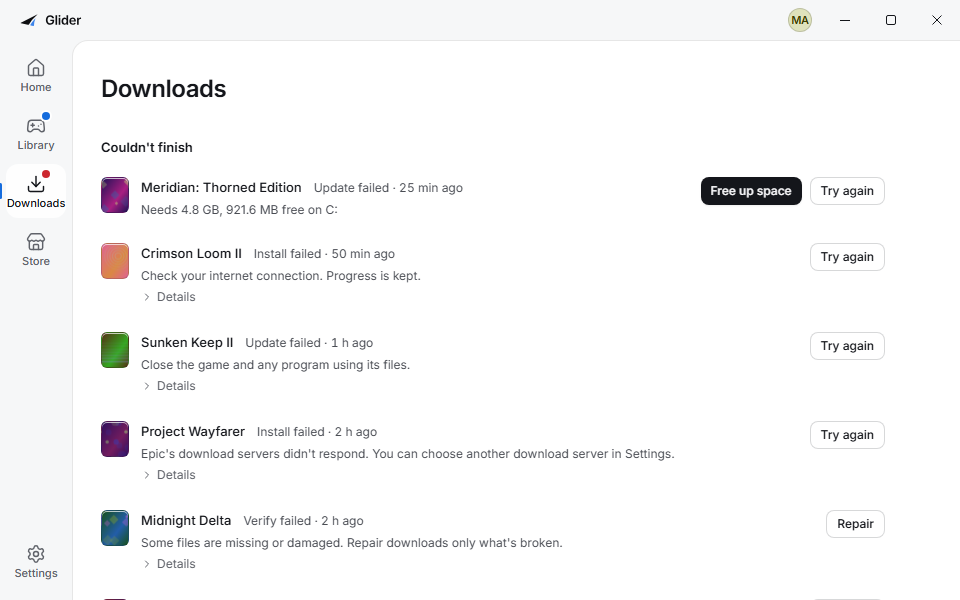 Glider
MA
Home
Library
Downloads
Store
Settings
Downloads
Couldn't finish
Meridian: Thorned Edition Update failed · 25 min ago
Needs 4.8 GB, 921.6 MB free on C:
Free up space
Try again
Crimson Loom II Install failed · 50 min ago
Check your internet connection. Progress is kept.
Details
Try again
Sunken Keep II Update failed · 1 h ago
Close the game and any program using its files.
Details
Try again
Project Wayfarer Install failed · 2 h ago
Epic's download servers didn't respond. You can choose another download server in Settings.
Details
Try again
Midnight Delta Verify failed · 2 h ago
Some files are missing or damaged. Repair downloads only what's broken.
Details
Repair